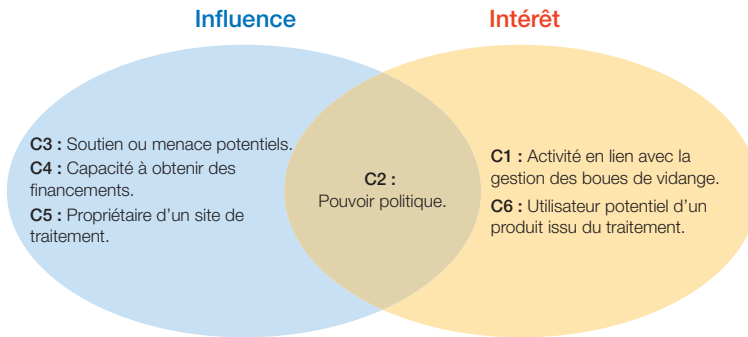 Influence
Intérêt
C3 : Soutien ou menace potentiels.
C4 : Capacité à obtenir des
financements.
C5 : Propriétaire d’un site de
traitement.
C2 :
Pouvoir politique.
C1 : Activité en lien avec la
gestion des boues de vidange.
C6 : Utilisateur potentiel d’un
produit issu du traitement.